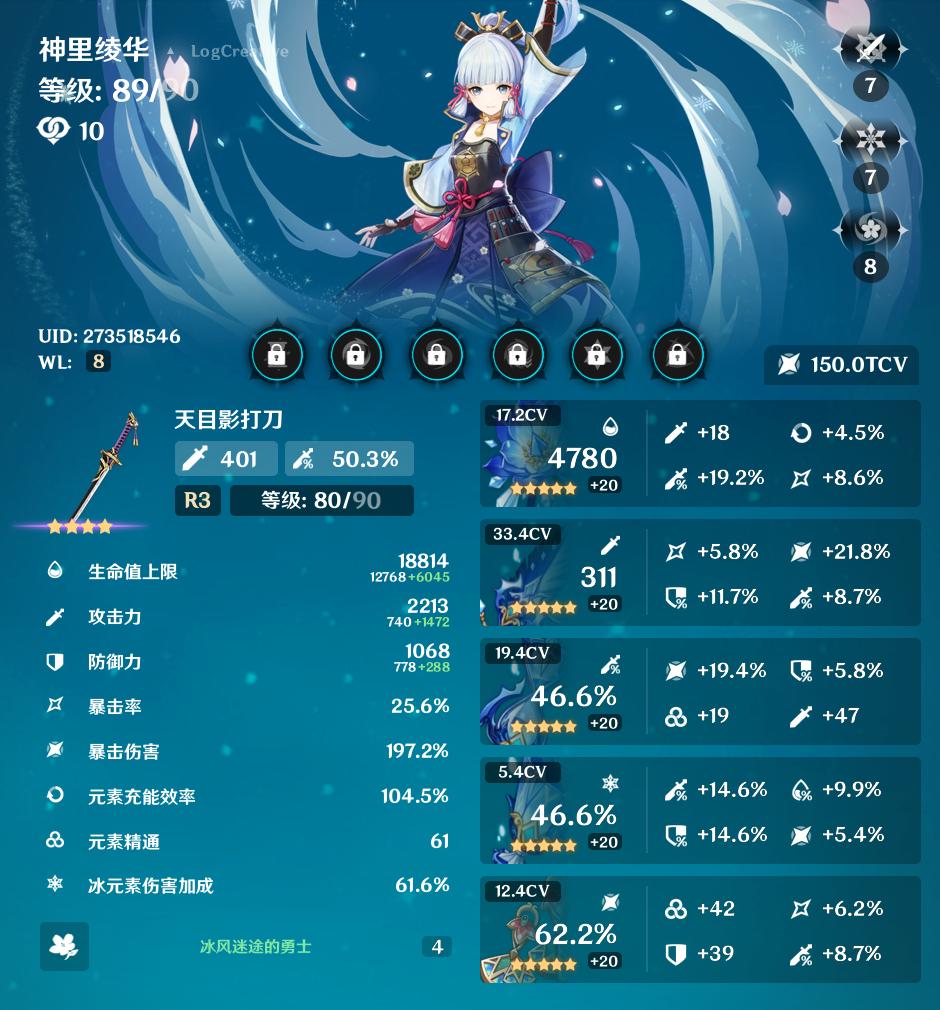 神里绫华 ▲ LogCreative
等级: 89/90
10
7
7
8
UID: 273518546
WL: 8
150.0TCV
天目影打刀
401 50.3%
R3 等级: 80/90
生命值上限 18814
12768+6045
攻击力 2213
740+1472
防御力 1068
778+288
暴击率 25.6%
暴击伤害 197.2%
元素充能效率 104.5%
元素精通 61
冰元素伤害加成 61.6%
冰风迷途的勇士 4
17.2CV
4780
+20
+18 +4.5%
+19.2% +8.6%
33.4CV
311
+20
+5.8% +21.8%
+11.7% +8.7%
19.4CV
46.6%
+20
+19.4% +5.8%
+19 +47
5.4CV
46.6%
+20
+14.6% +9.9%
+14.6% +5.4%
12.4CV
62.2%
+20
+42 +6.2%
+39 +8.7%